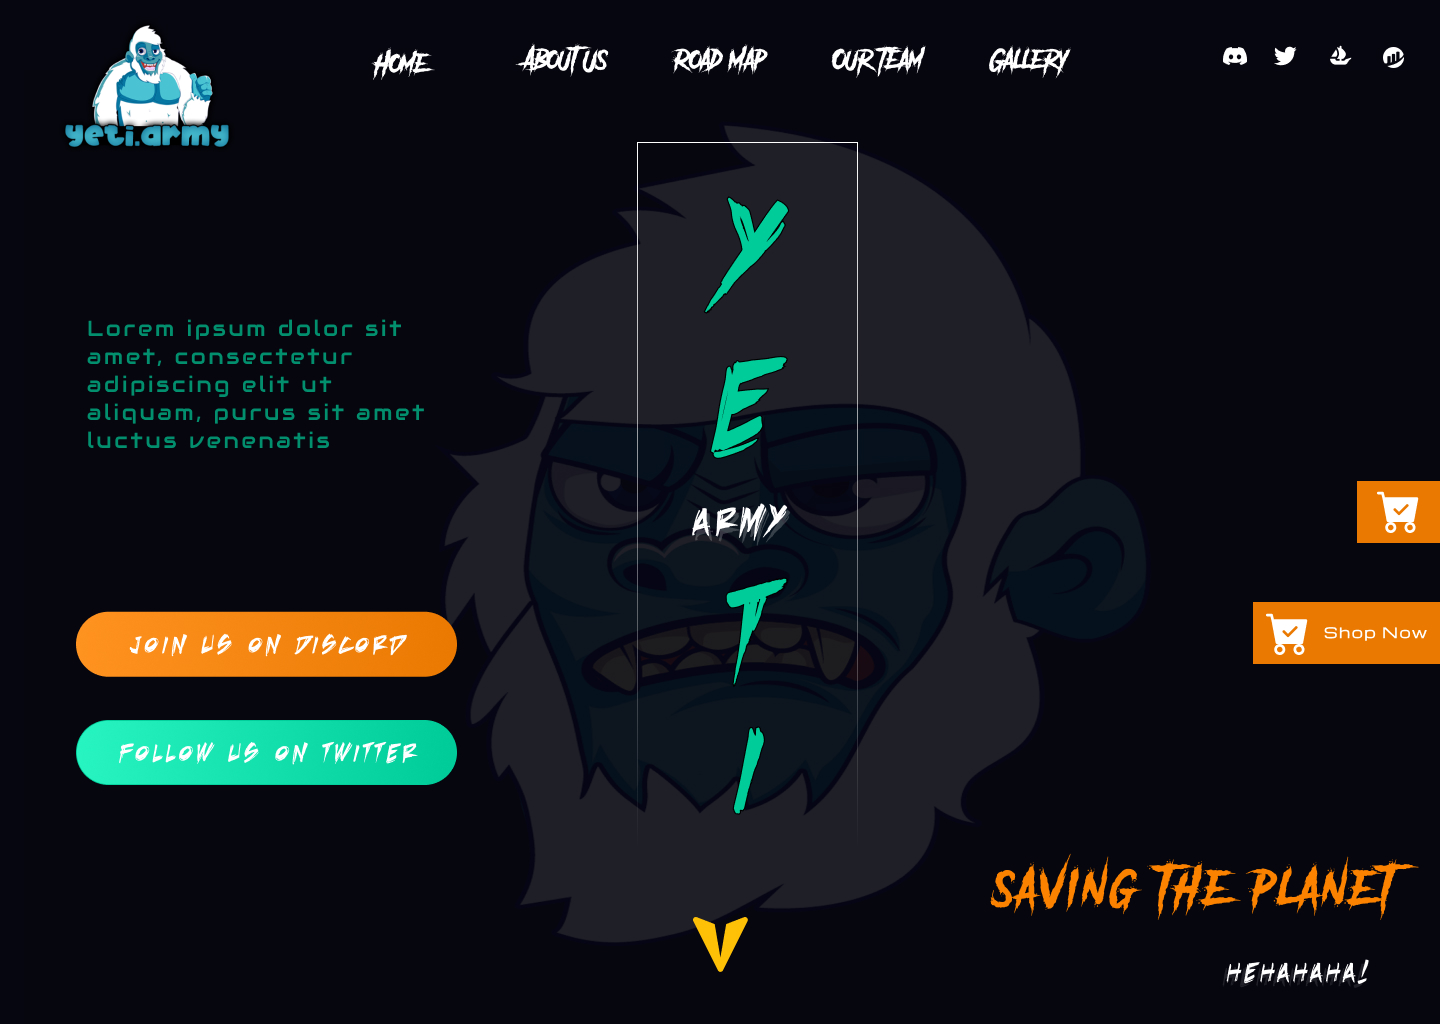 yeti.army
HOME
ABOUT US
ROAD MAP
OUR TEAM
GALLERY
Y
E
ARMY
T
I
Lorem ipsum dolor sit
amet, consectetur
adipiscing elit ut
aliquam, purus sit amet
luctus venenatis
JOIN US ON DISCORD
FOLLOW US ON TWITTER
Shop Now
SAVING THE PLANET
HEHAHAHA!